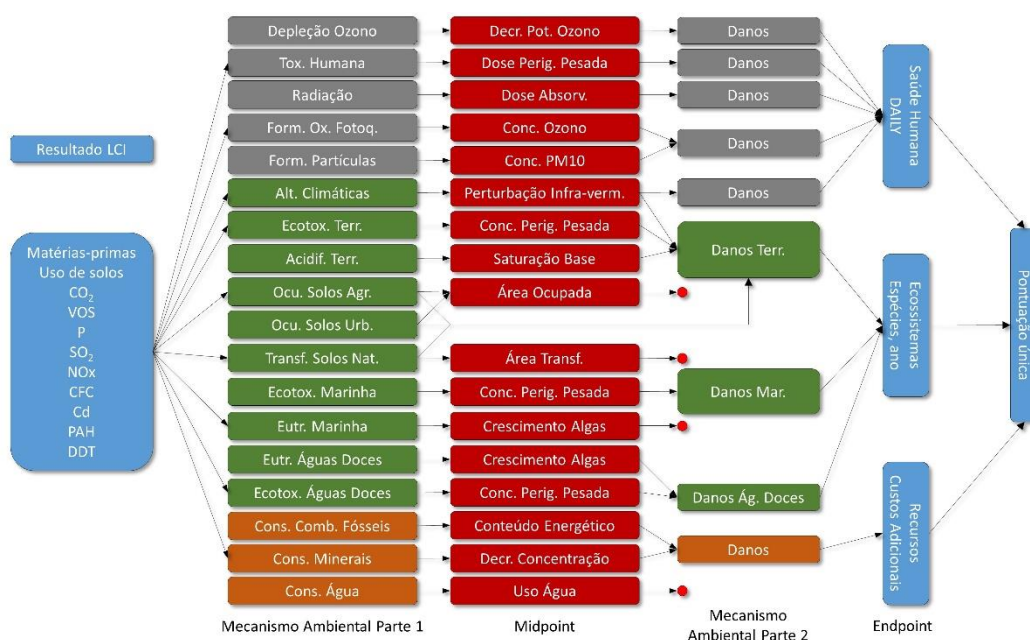 Resultado LCI
Matérias-primas
Uso de solos
CO₂
VOS
P
SO₂
NOx
CFC
Cd
PAH
DDT
Depleção Ozono
Tox. Humana
Radiação
Form. Ox. Fotoq.
Form. Partículas
Alt. Climáticas
Ecotox. Terr.
Acidif. Terr.
Ocu. Solos Agr.
Ocu. Solos Urb.
Transf. Solos Nat.
Ecotox. Marinha
Eutr. Marinha
Eutr. Águas Doces
Ecotox. Águas Doces
Cons. Comb. Fósseis
Cons. Minerais
Cons. Água
Mecanismo Ambiental Parte 1
Decr. Pot. Ozono
Dose Perig. Pesada
Dose Absorv.
Conc. Ozono
Conc. PM10
Perturbação Infra-verm.
Conc. Perig. Pesada
Saturação Base
Área Ocupada
Área Transf.
Conc. Perig. Pesada
Crescimento Algas
Crescimento Algas
Conc. Perig. Pesada
Conteúdo Energético
Decr. Concentração
Uso Água
Midpoint
Danos
Danos
Danos
Danos
Danos
Danos Terr.
Danos Mar.
Danos Ág. Doces
Danos
Mecanismo
Ambiental Parte 2
Saúde Humana
DAILY
Ecossistemas
Espécies, ano
Recursos
Custos Adicionais
Endpoint
Pontuação única